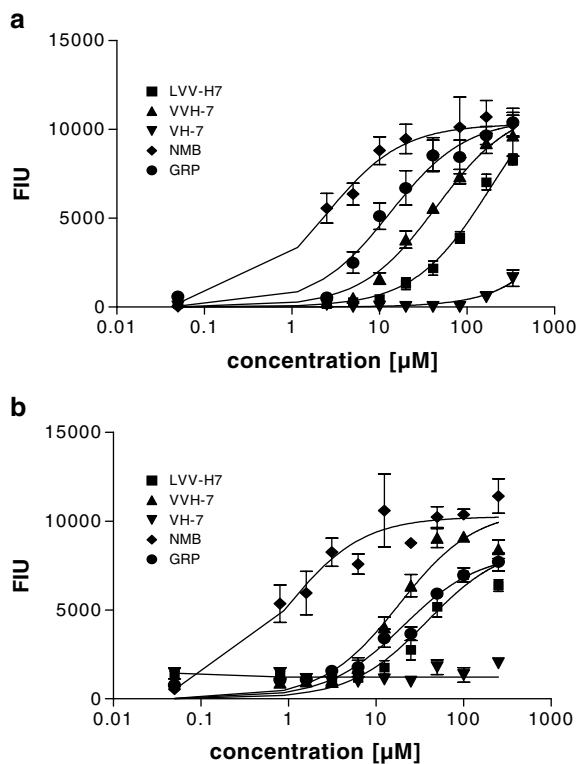 a
15000
10000
5000
0
FIU
LVV-H7
VVH-7
VH-7
NMB
GRP
0.01 0.1 1 10 100 1000
concentration [µM]
b
15000
10000
5000
0
FIU
LVV-H7
VVH-7
VH-7
NMB
GRP
0.01 0.1 1 10 100 1000
concentration [µM]